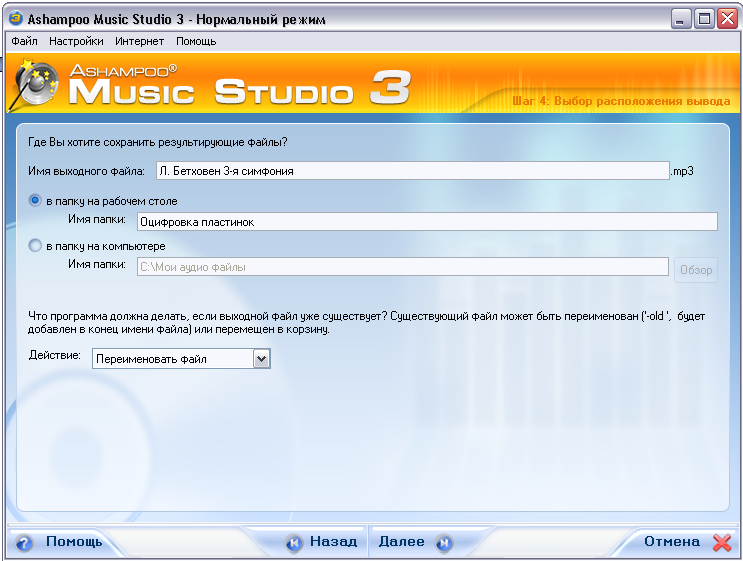 Ashampoo Music Studio 3 - Нормальный режим
Файл Настройки Интернет Помощь
ASHAMPOO®
MUSIC STUDIO 3
Шаг 4: Выбор расположения вывода
Где Вы хотите сохранить результирующие файлы?
Имя выходного файла: Л. Бетховен 3-я симфония .mp3
в папку на рабочем столе
Имя папки: Оцифровка пластинок
в папку на компьютере
Имя папки: C:\Мои аудио файлы Обзор
Что программа должна делать, если выходной файл уже существует? Существующий файл может быть переименован ('-old ', будет
добавлен в конец имени файла) или перемещен в корзину.
Действие: Переименовать файл
Помощь Назад Далее Отмена